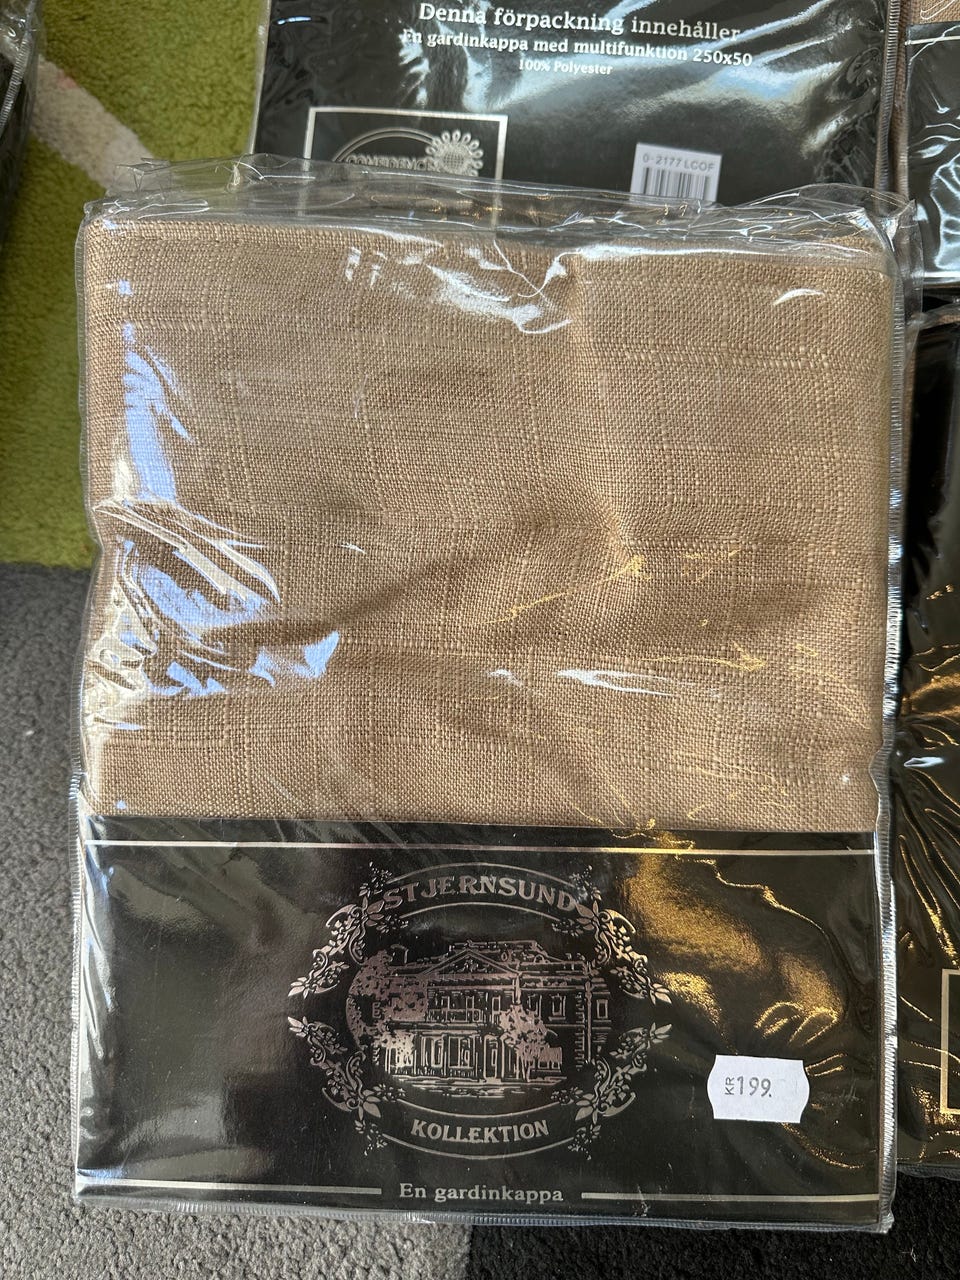 Denna förpackning innehåller
En gardinkappa med multifunktion 250x50
100% Polyester
CONFIDENCE
0-2177 LCOF
STJERNSUND
KR 199.
KOLLEKTION
En gardinkappa